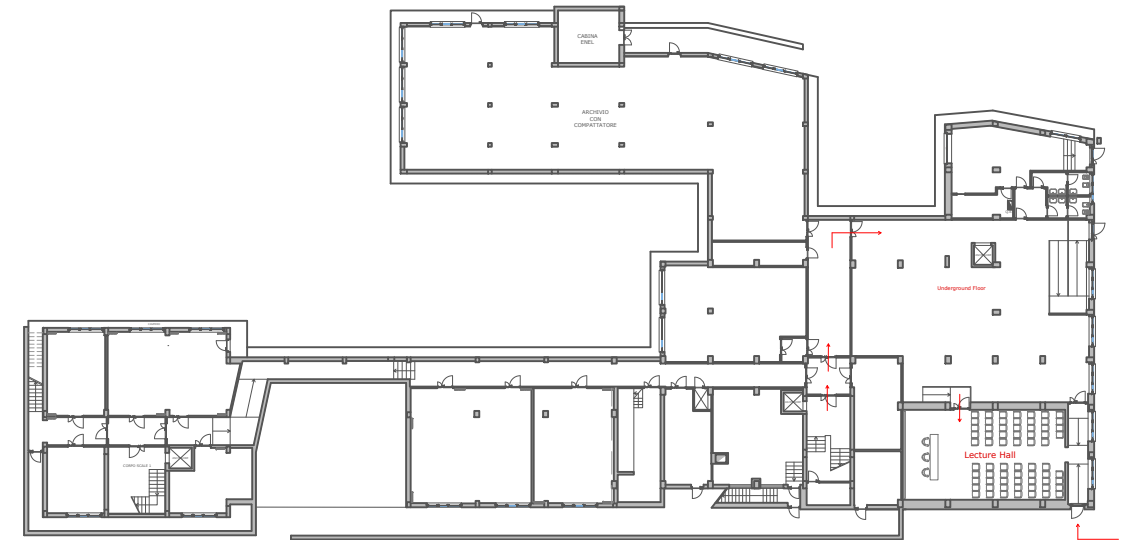 CABINA
ENEL
ARCHIVIO
CON
COMPATTATORE
Underground Floor
Lecture Hall
CORPO SCALE 1